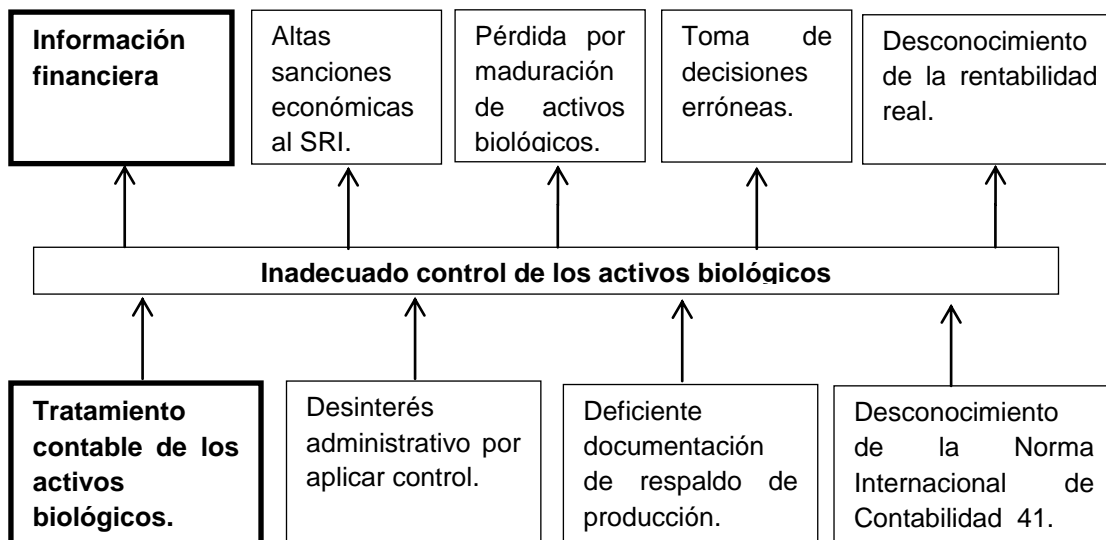 Información
financiera
Altas
sanciones
económicas
al SRI.
Pérdida por
maduración
de activos
biológicos.
Toma de
decisiones
erróneas.
Desconocimiento
de la rentabilidad
real.
Inadecuado control de los activos biológicos
Tratamiento
contable de los
activos
biológicos.
Desinterés
administrativo por
aplicar control.
Deficiente
documentación
de respaldo de
producción.
Desconocimiento
de la Norma
Internacional de
Contabilidad 41.